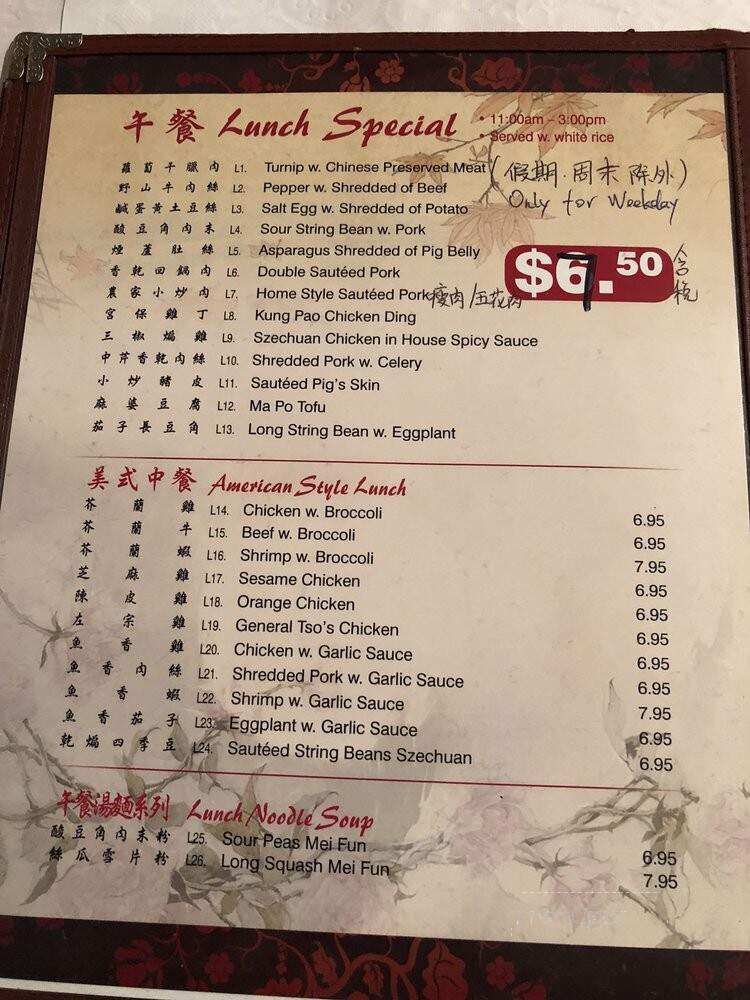 午餐 Lunch Special • 11:00am – 3:00pm
• Served w. white rice
蘿蔔干臘肉 L1. Turnip w. Chinese Preserved Meat (假期.周末除外)
野山牛肉絲 L2. Pepper w. Shredded of Beef Only for Weekday
鹹蛋黃土豆絲 L3. Salt Egg w. Shredded of Potato
酸豆角肉末 L4. Sour String Bean w. Pork
煙蘆肚絲 L5. Asparagus Shredded of Pig Belly
香乾回鍋肉 L6. Double Sautéed Pork $7.50 含税
農家小炒肉 L7. Home Style Sautéed Pork 瘦肉/五花肉
宮保雞丁 L8. Kung Pao Chicken Ding
三椒煸雞 L9. Szechuan Chicken in House Spicy Sauce
中芹香乾肉絲 L10. Shredded Pork w. Celery
小炒豬皮 L11. Sautéed Pig's Skin
麻婆豆腐 L12. Ma Po Tofu
茄子長豆角 L13. Long String Bean w. Eggplant
美式中餐 American Style Lunch
芥蘭雞 L14. Chicken w. Broccoli 6.95
芥蘭牛 L15. Beef w. Broccoli 6.95
芥蘭蝦 L16. Shrimp w. Broccoli 7.95
芝麻雞 L17. Sesame Chicken 6.95
陳皮雞 L18. Orange Chicken 6.95
左宗雞 L19. General Tso's Chicken 6.95
魚香雞 L20. Chicken w. Garlic Sauce 6.95
魚香肉絲 L21. Shredded Pork w. Garlic Sauce 6.95
魚香蝦 L22. Shrimp w. Garlic Sauce 7.95
魚香茄子 L23. Eggplant w. Garlic Sauce 6.95
乾煸四季豆 L24. Sautéed String Beans Szechuan 6.95
午餐湯麵系列 Lunch Noodle Soup
酸豆角肉末粉 L25. Sour Peas Mei Fun 6.95
絲瓜雪片粉 L26. Long Squash Mei Fun 7.95